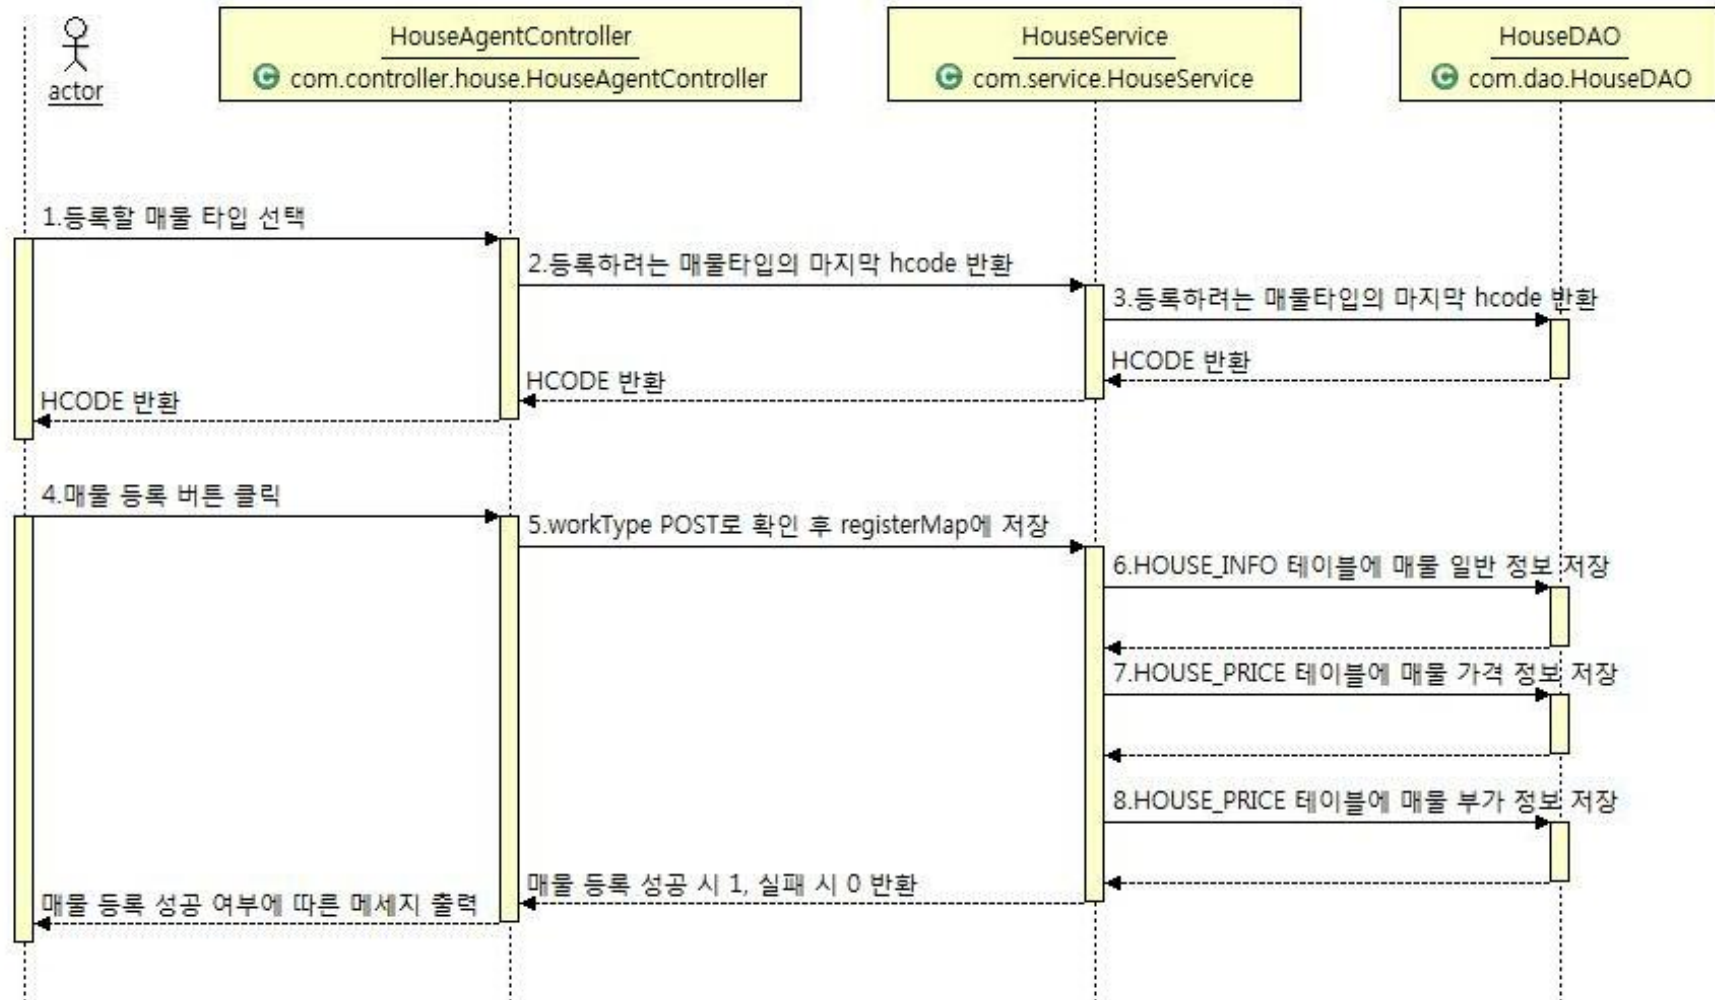 actor
HouseAgentController
com.controller.house.HouseAgentController
HouseService
com.service.HouseService
HouseDAO
com.dao.HouseDAO
1.등록할 매물 타입 선택
2.등록하려는 매물타입의 마지막 hcode 반환
3.등록하려는 매물타입의 마지막 hcode 반환
HCODE 반환
HCODE 반환
HCODE 반환
4.매물 등록 버튼 클릭
5.workType POST로 확인 후 registerMap에 저장
6.HOUSE_INFO 테이블에 매물 일반 정보 저장
7.HOUSE_PRICE 테이블에 매물 가격 정보 저장
8.HOUSE_PRICE 테이블에 매물 부가 정보 저장
매물 등록 성공 시 1, 실패 시 0 반환
매물 등록 성공 여부에 따른 메세지 출력